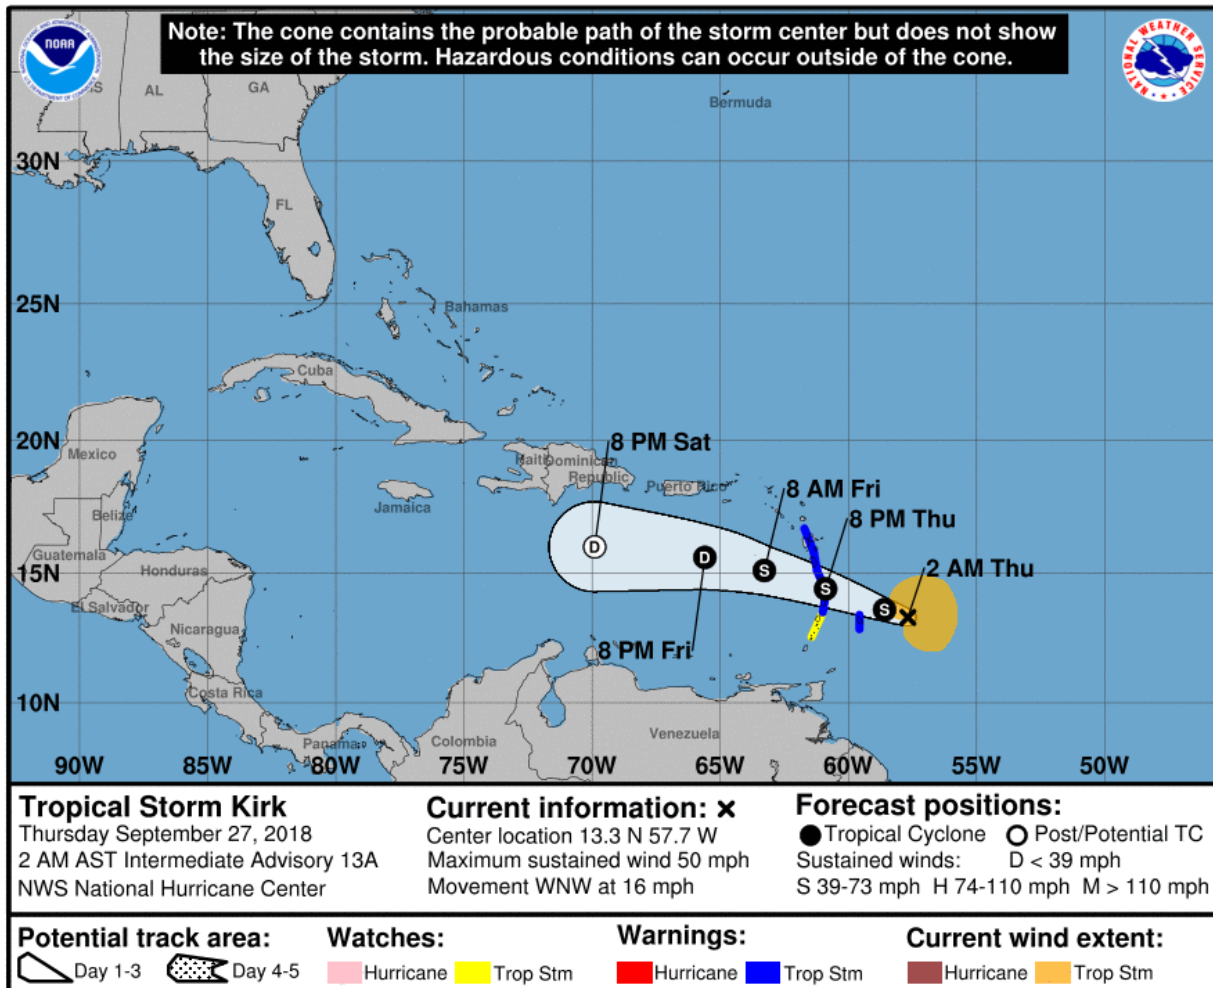 Note: The cone contains the probable path of the storm center but does not show
the size of the storm. Hazardous conditions can occur outside of the cone.
NOAA
NATIONAL WEATHER SERVICE
AL
GA
Bermuda
30N
FL
25N
Bahamas
Cuba
20N
8 PM Sat
Mexico
Haiti
Dominican
Republic
Puerto Rico
8 AM Fri
Jamaica
8 PM Thu
Belize
D
D
Guatemala
15N
Honduras
S
2 AM Thu
S
S
El Salvador
Nicaragua
8 PM Fri
Costa Rica
10N
Panama
Colombia
Venezuela
90W 85W 80W 75W 70W 65W 60W 55W 50W
Tropical Storm Kirk
Thursday September 27, 2018
2 AM AST Intermediate Advisory 13A
NWS National Hurricane Center
Current information: ×
Center location 13.3 N 57.7 W
Maximum sustained wind 50 mph
Movement WNW at 16 mph
Forecast positions:
Tropical Cyclone Post/Potential TC
Sustained winds: D < 39 mph
S 39-73 mph H 74-110 mph M > 110 mph
Potential track area:
Day 1-3 Day 4-5
Watches:
Hurricane Trop Stm
Warnings:
Hurricane Trop Stm
Current wind extent:
Hurricane Trop Stm